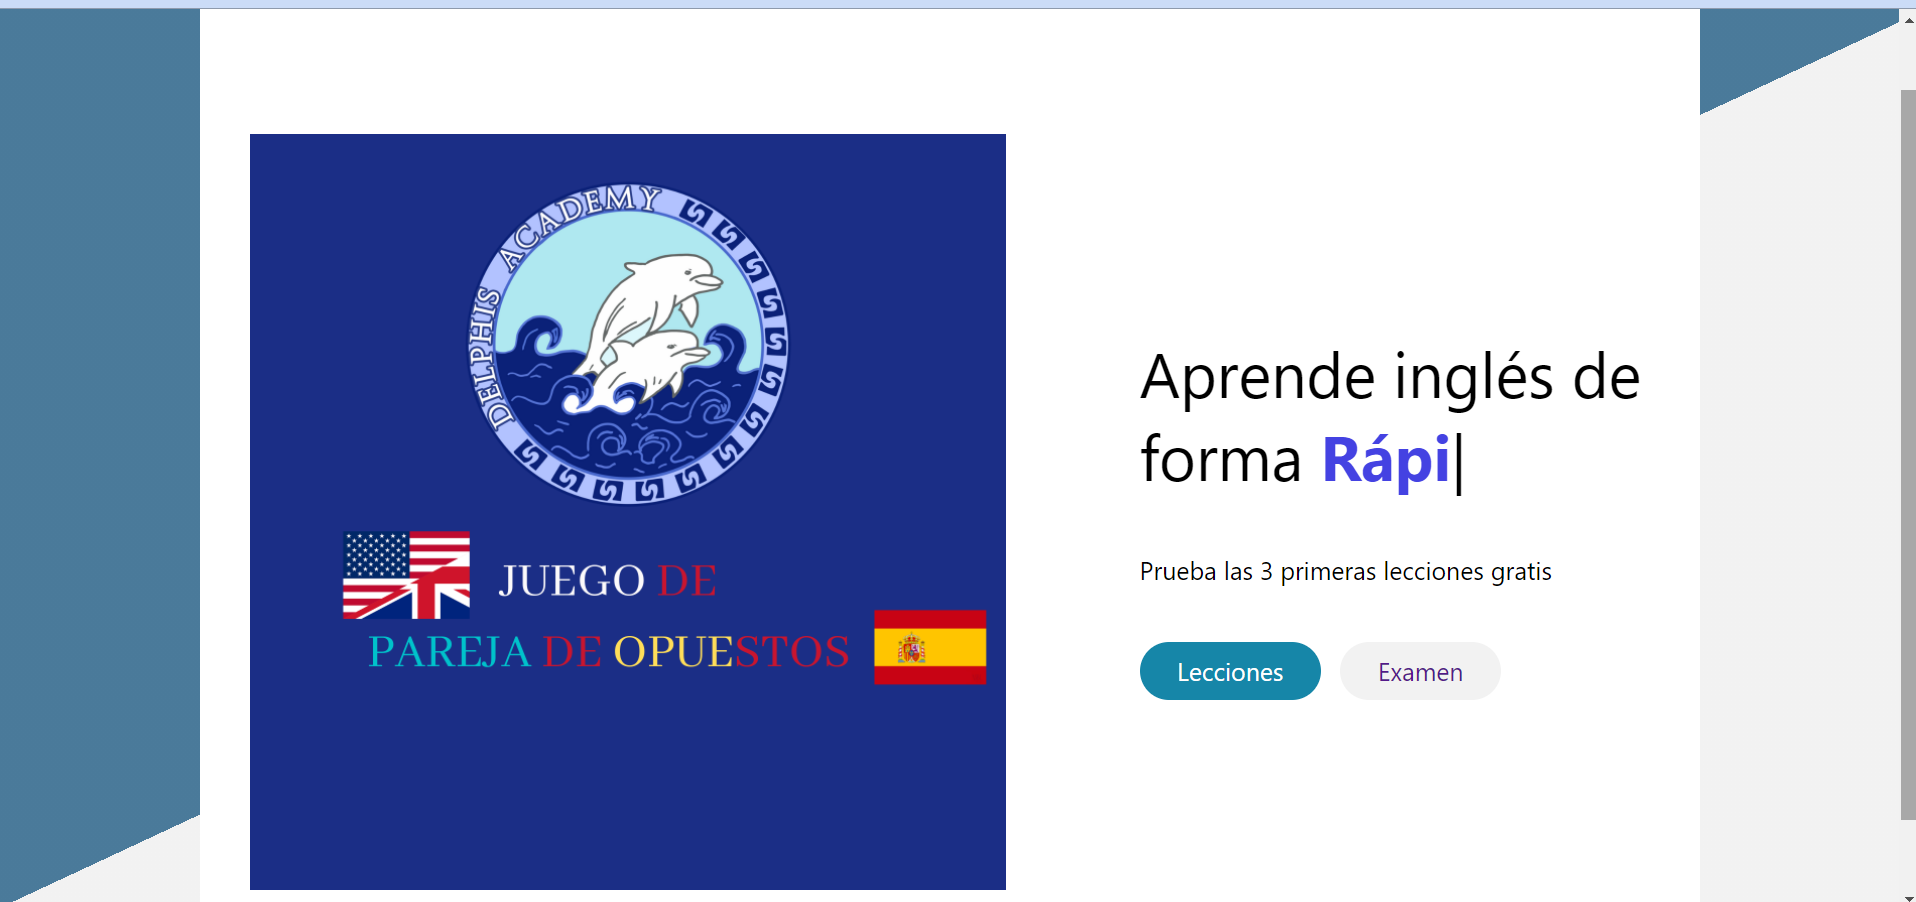 DELPHIS ACADEMY
JUEGO DE
PAREJA DE OPUESTOS
Aprende inglés de
forma Rápi|
Prueba las 3 primeras lecciones gratis
Lecciones
Examen